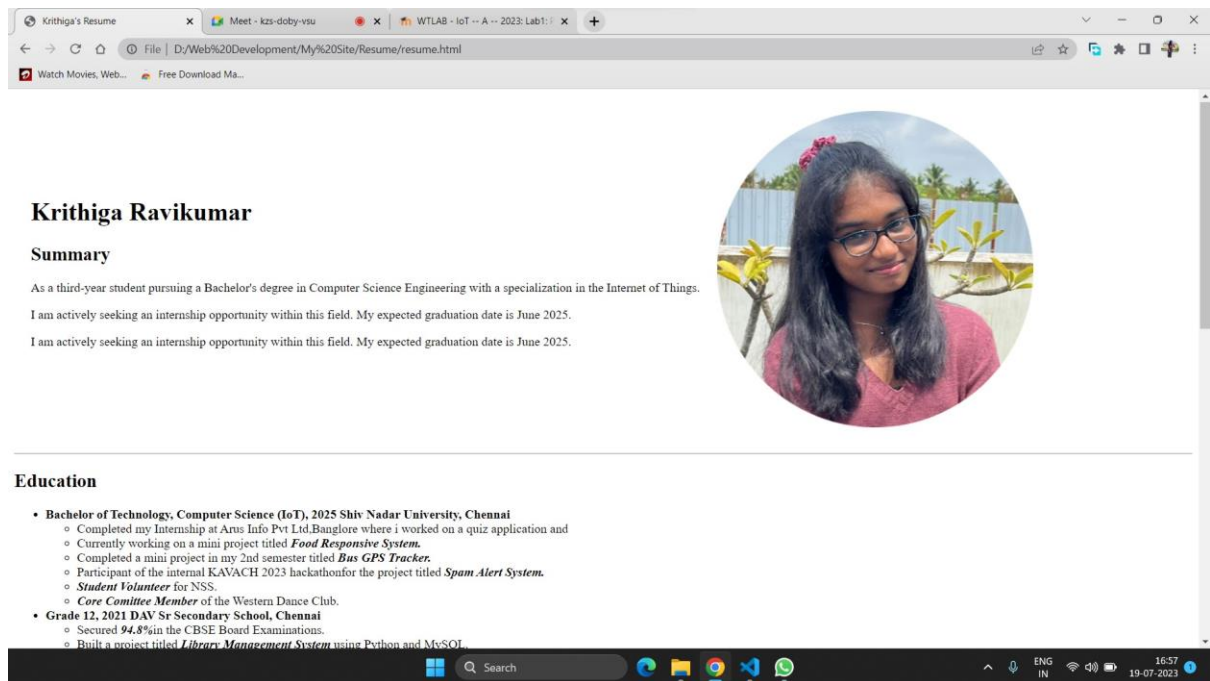 Krithiga's Resume
Meet - kzs-doby-vsu
WTLAB - IoT -- A -- 2023: Lab1:
File | D:/Web%20Development/My%20Site/Resume/resume.html
Watch Movies, Web...
Free Download Ma...
Krithiga Ravikumar
Summary
As a third-year student pursuing a Bachelor's degree in Computer Science Engineering with a specialization in the Internet of Things.
I am actively seeking an internship opportunity within this field. My expected graduation date is June 2025.
I am actively seeking an internship opportunity within this field. My expected graduation date is June 2025.
Education
Bachelor of Technology, Computer Science (IoT), 2025 Shiv Nadar University, Chennai
Completed my Internship at Arus Info Pvt Ltd,Banglore where i worked on a quiz application and
Currently working on a mini project titled Food Responsive System.
Completed a mini project in my 2nd semester titled Bus GPS Tracker.
Participant of the internal KAVACH 2023 hackathonfor the project titled Spam Alert System.
Student Volunteer for NSS.
Core Comittee Member of the Western Dance Club.
Grade 12, 2021 DAV Sr Secondary School, Chennai
Secured 94.8%in the CBSE Board Examinations.
Built a project titled Library Management System using Python and MySQL.
Search
ENG
IN
16:57
19-07-2023
1